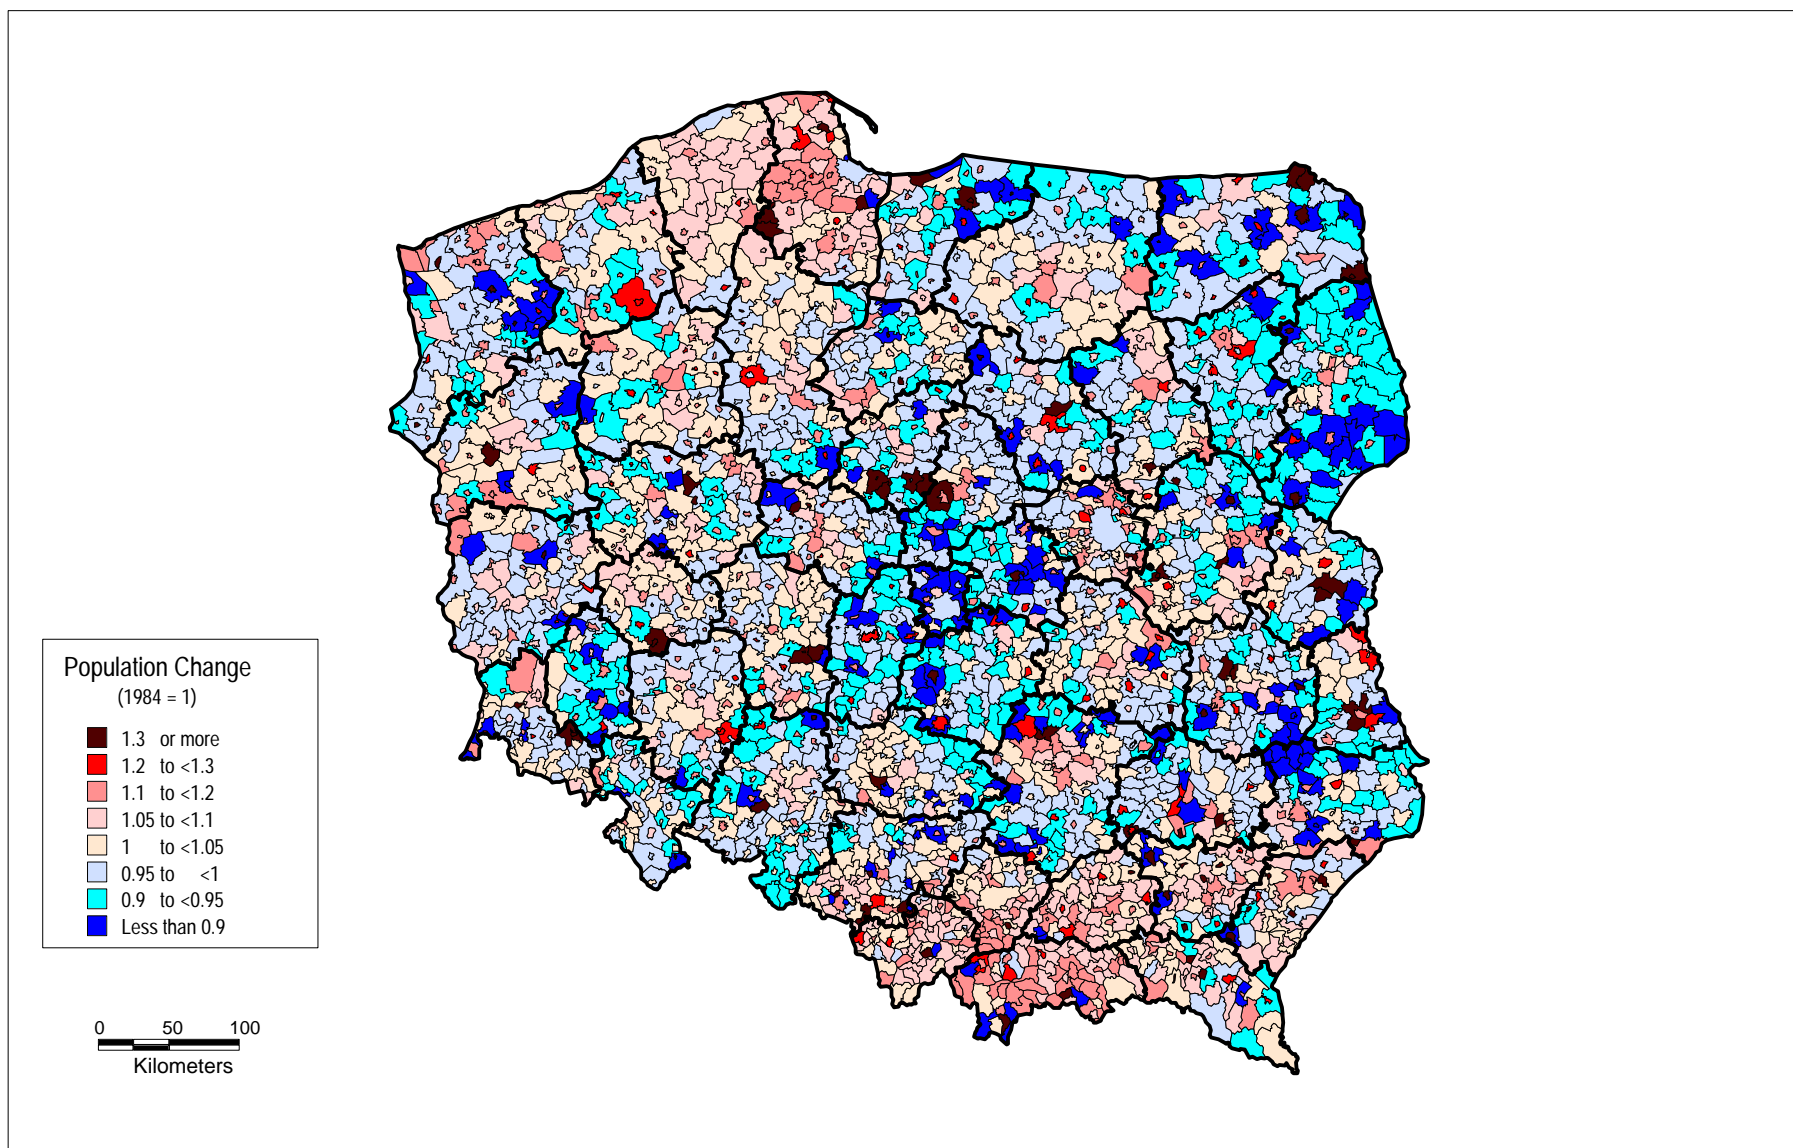 Population Change
(1984 = 1)
1.3 or more
1.2 to <1.3
1.1 to <1.2
1.05 to <1.1
1 to <1.05
0.95 to <1
0.9 to <0.95
Less than 0.9
0 50 100
Kilometers